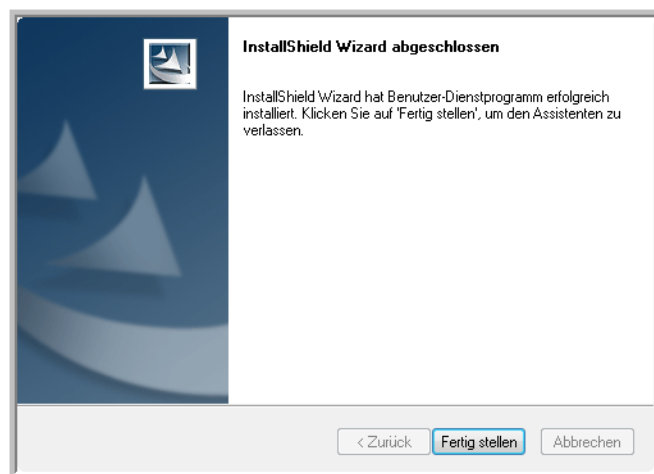 InstallShield Wizard abgeschlossen
InstallShield Wizard hat Benutzer-Dienstprogramm erfolgreich
installiert. Klicken Sie auf 'Fertig stellen', um den Assistenten zu
verlassen.
< Zurück
Fertig stellen
Abbrechen